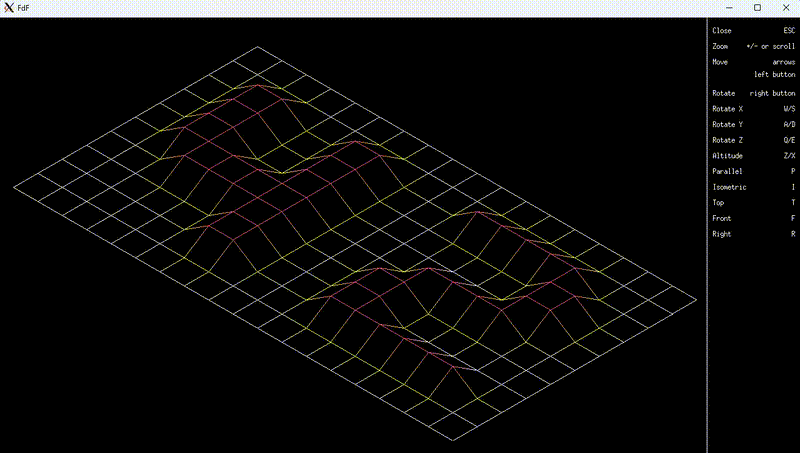 FdF
Close ESC
Zoom +/- or scroll
Move arrows
left button
Rotate right button
Rotate X W/S
Rotate Y A/D
Rotate Z Q/E
Altitude Z/X
Parallel P
Isometric I
Top T
Front F
Right R